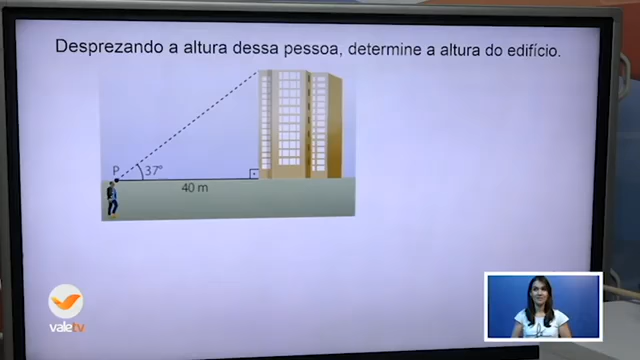 Desprezando a altura dessa pessoa, determine a altura do edifício.
P
37°
40 m
valetv